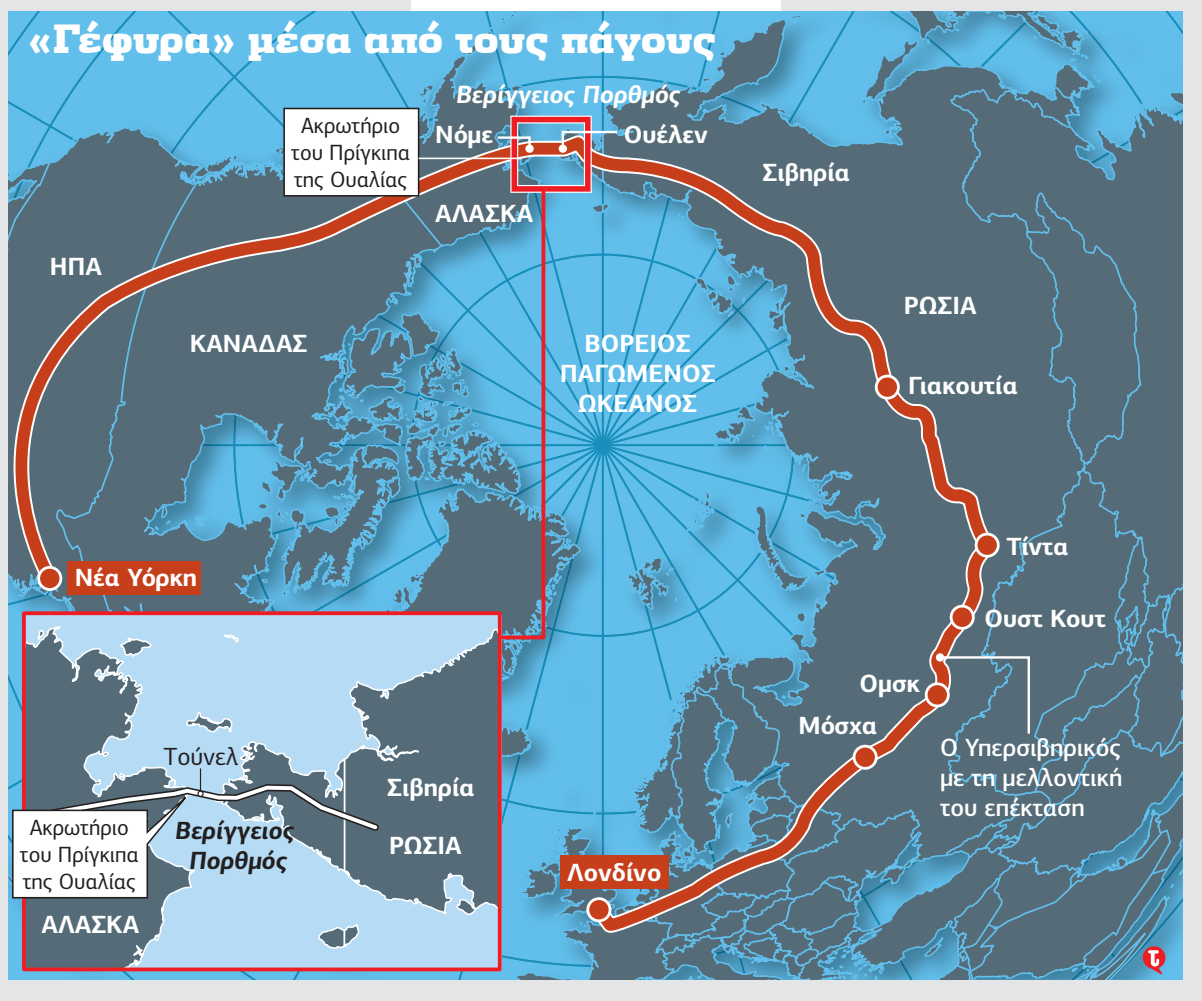 «Γέφυρα» μέσα από τους πάγους
Βερίγγειος Πορθμός
Ακρωτήριο
του Πρίγκιπα
της Ουαλίας
Νόμε
Ουέλεν
Σιβηρία
ΑΛΑΣΚΑ
ΗΠΑ
ΡΩΣΙΑ
ΚΑΝΑΔΑΣ
ΒΟΡΕΙΟΣ
ΠΑΓΩΜΕΝΟΣ
ΩΚΕΑΝΟΣ
Γιακουτία
Τίντα
Νέα Υόρκη
Ουστ Κουτ
Ομσκ
Μόσχα
Ο Υπερσιβηρικός
με τη μελλοντική
του επέκταση
Λονδίνο
Τούνελ
Σιβηρία
Ακρωτήριο
του Πρίγκιπα
της Ουαλίας
Βερίγγειος
Πορθμός
ΡΩΣΙΑ
ΑΛΑΣΚΑ
τ